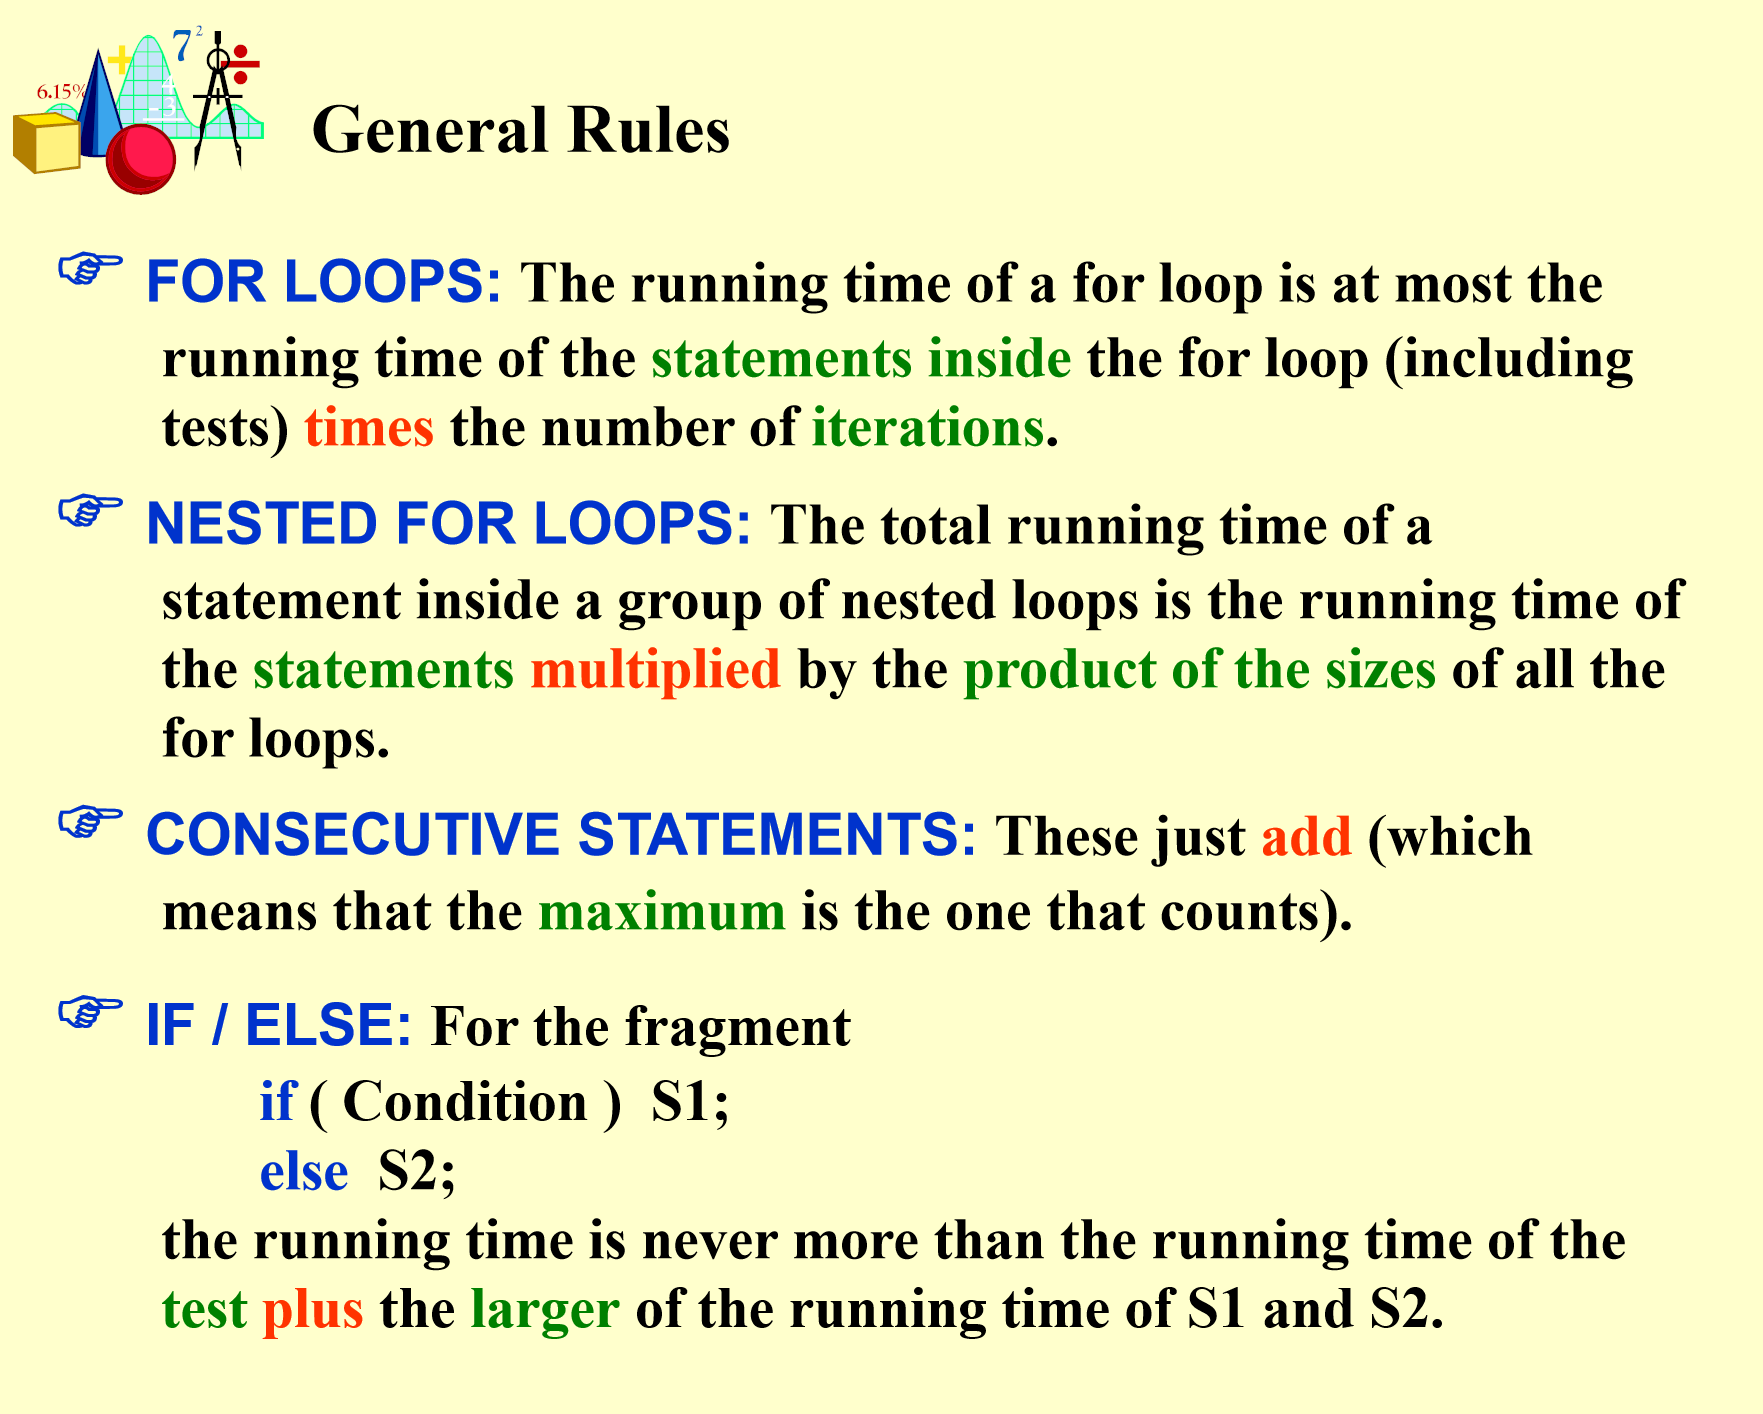 6.15%
7²
4
- 3
General Rules
☞ FOR LOOPS: The running time of a for loop is at most the
running time of the statements inside the for loop (including
tests) times the number of iterations.
☞ NESTED FOR LOOPS: The total running time of a
statement inside a group of nested loops is the running time of
the statements multiplied by the product of the sizes of all the
for loops.
☞ CONSECUTIVE STATEMENTS: These just add (which
means that the maximum is the one that counts).
☞ IF / ELSE: For the fragment
if ( Condition ) S1;
else S2;
the running time is never more than the running time of the
test plus the larger of the running time of S1 and S2.